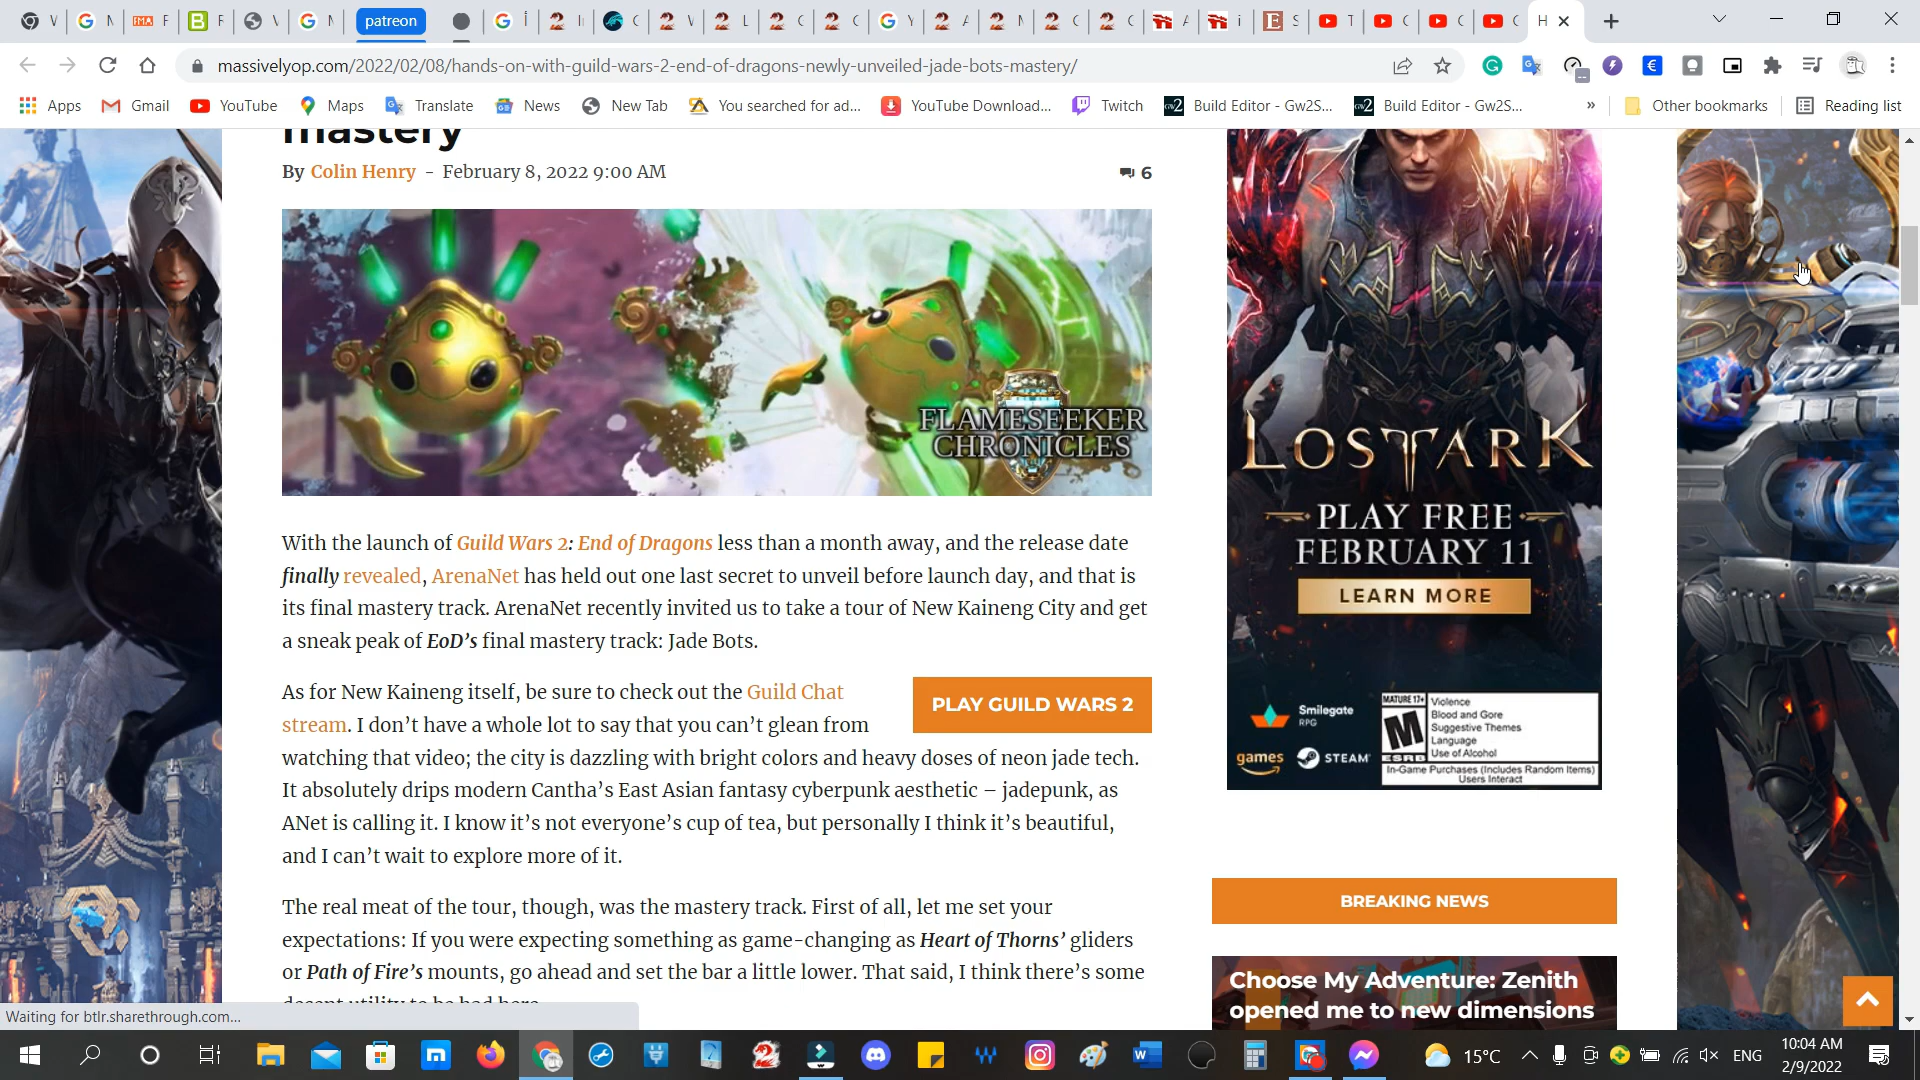 patreon
massivelyop.com/2022/02/08/hands-on-with-guild-wars-2-end-of-dragons-newly-unveiled-jade-bots-mastery/
Apps Gmail YouTube Maps Translate News New Tab You searched for ad... YouTube Download... Twitch Build Editor - Gw2S... Build Editor - Gw2S... » Other bookmarks Reading list
mastery
By Colin Henry - February 8, 2022 9:00 AM 6
FLAMESEEKER
CHRONICLES
With the launch of Guild Wars 2: End of Dragons less than a month away, and the release date
finally revealed, ArenaNet has held out one last secret to unveil before launch day, and that is
its final mastery track. ArenaNet recently invited us to take a tour of New Kaineng City and get
a sneak peak of EoD’s final mastery track: Jade Bots.
As for New Kaineng itself, be sure to check out the Guild Chat
stream. I don’t have a whole lot to say that you can’t glean from
PLAY GUILD WARS 2
watching that video; the city is dazzling with bright colors and heavy doses of neon jade tech.
It absolutely drips modern Cantha’s East Asian fantasy cyberpunk aesthetic – jadepunk, as
ANet is calling it. I know it’s not everyone’s cup of tea, but personally I think it’s beautiful,
and I can’t wait to explore more of it.
The real meat of the tour, though, was the mastery track. First of all, let me set your
expectations: If you were expecting something as game-changing as Heart of Thorns’ gliders
or Path of Fire’s mounts, go ahead and set the bar a little lower. That said, I think there’s some
decent utility to be had here.
LOST ARK
PLAY FREE
FEBRUARY 11
LEARN MORE
Smilegate
RPG
games STEAM
MATURE 17+
M
ESRB
Violence
Blood and Gore
Suggestive Themes
Language
Use of Alcohol
In-Game Purchases (Includes Random Items)
Users Interact
BREAKING NEWS
Choose My Adventure: Zenith
opened me to new dimensions
Waiting for btlr.sharethrough.com...
15°C ENG 10:04 AM
2/9/2022